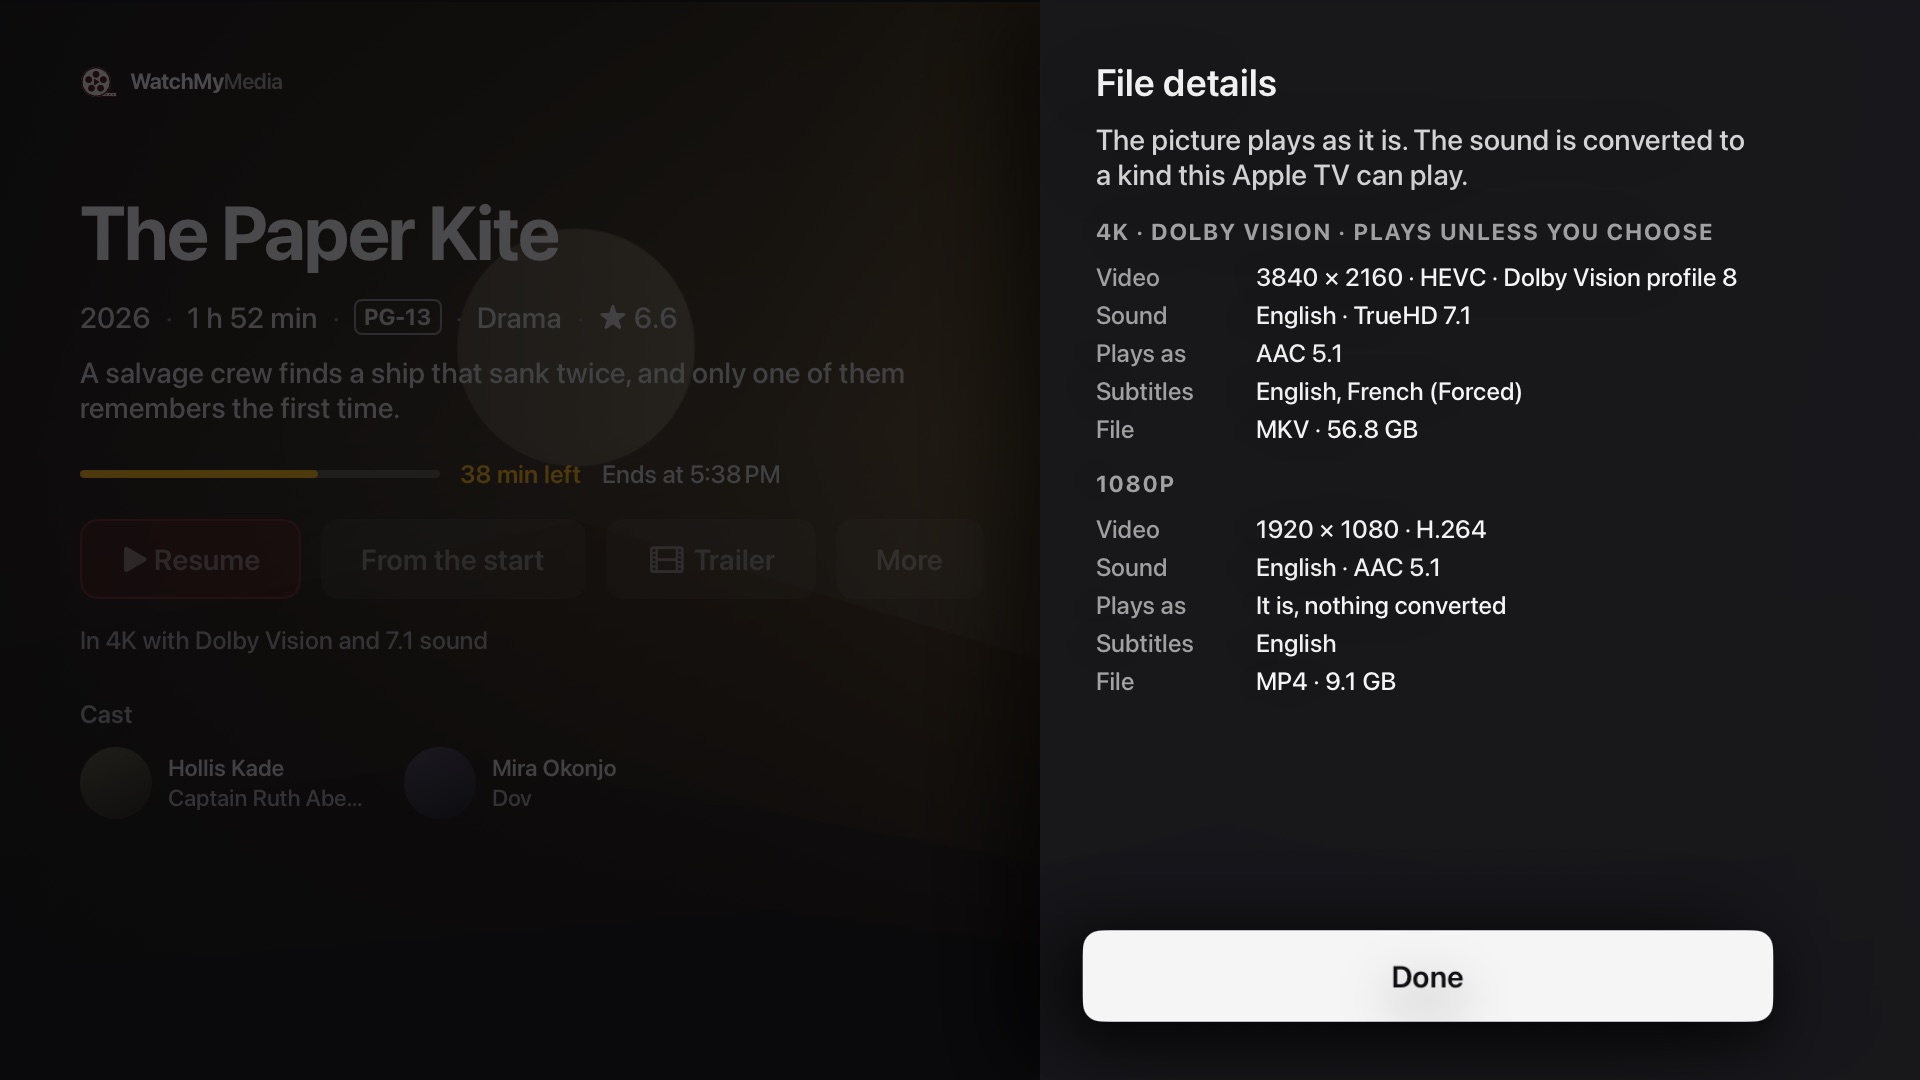 WatchMyMedia
The Paper Kite
2026 · 1 h 52 min · PG-13 · Drama · ★ 6.6
A salvage crew finds a ship that sank twice, and only one of them
remembers the first time.
38 min left Ends at 5:38 PM
Resume From the start Trailer More
In 4K with Dolby Vision and 7.1 sound
Cast
Hollis Kade
Captain Ruth Abe...
Mira Okonjo
Dov
File details
The picture plays as it is. The sound is converted to
a kind this Apple TV can play.
4K · DOLBY VISION · PLAYS UNLESS YOU CHOOSE
Video 3840 × 2160 · HEVC · Dolby Vision profile 8
Sound English · TrueHD 7.1
Plays as AAC 5.1
Subtitles English, French (Forced)
File MKV · 56.8 GB
1080P
Video 1920 × 1080 · H.264
Sound English · AAC 5.1
Plays as It is, nothing converted
Subtitles English
File MP4 · 9.1 GB
Done